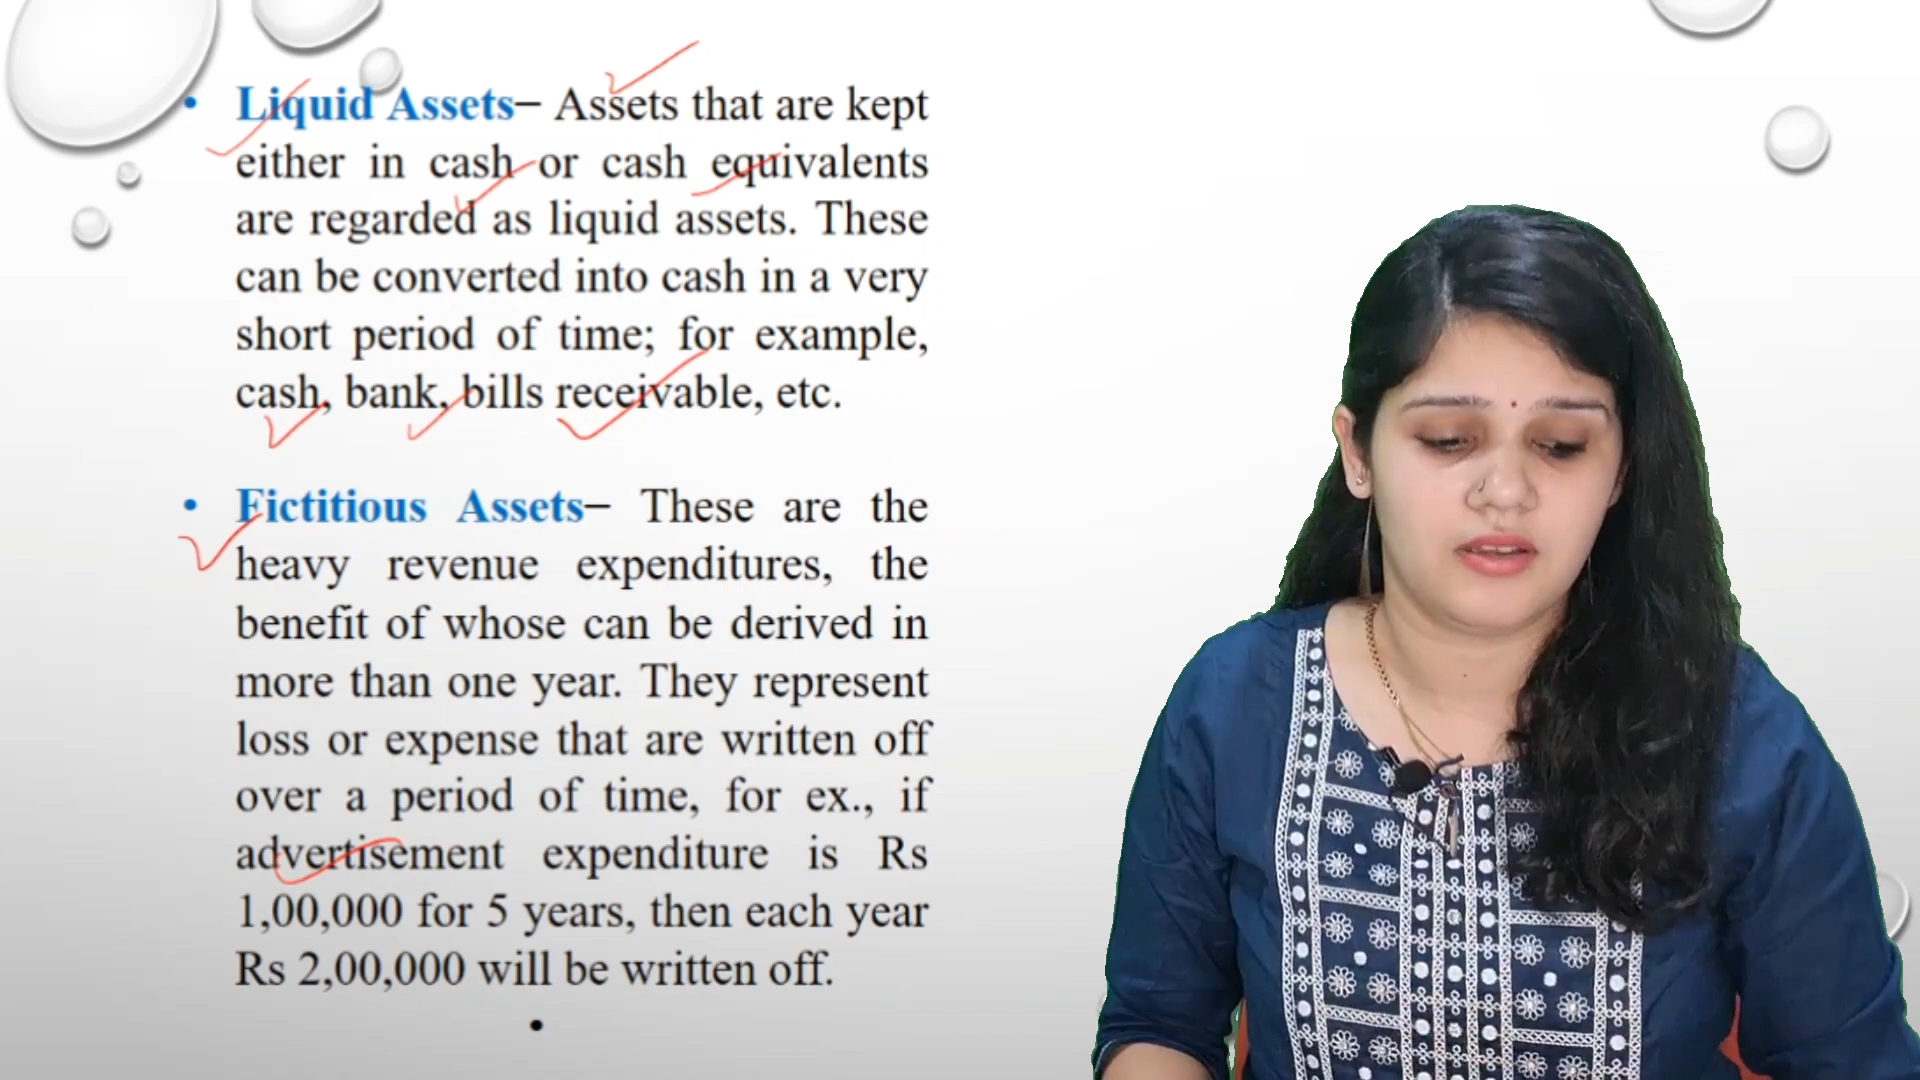 • Liquid Assets– Assets that are kept
either in cash or cash equivalents
are regarded as liquid assets. These
can be converted into cash in a very
short period of time; for example,
cash, bank, bills receivable, etc.
• Fictitious Assets– These are the
heavy revenue expenditures, the
benefit of whose can be derived in
more than one year. They represent
loss or expense that are written off
over a period of time, for ex., if
advertisement expenditure is Rs
1,00,000 for 5 years, then each year
Rs 2,00,000 will be written off.